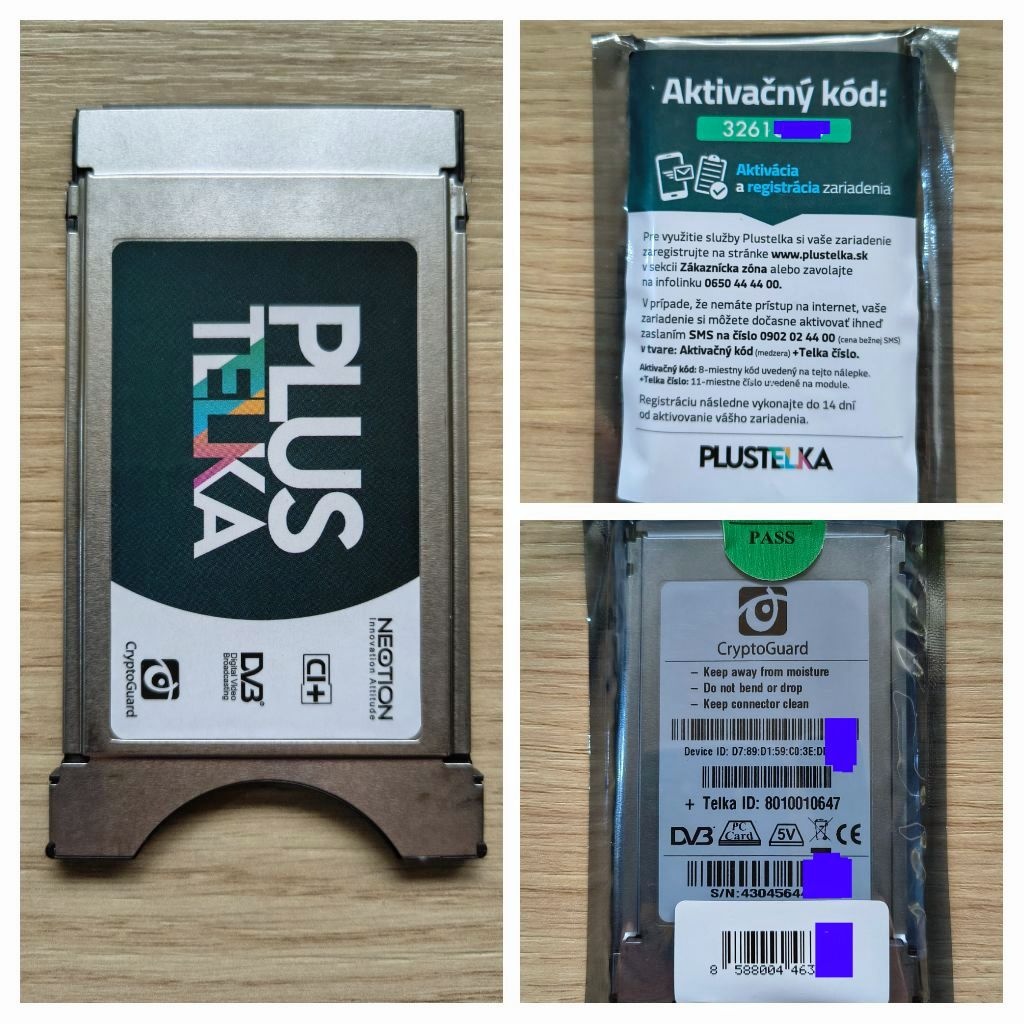 PLUS
TELKA
NEOTION
Innovation Attitude
CI+
DVB®
Digital Video
Broadcasting
CryptoGuard
Aktivačný kód:
3261
Aktivácia
a registrácia zariadenia
Pre využitie služby Plustelka si vaše zariadenie
zaregistrujte na stránke www.plustelka.sk
v sekcii Zákaznícka zóna alebo zavolajte
na infolinku 0650 44 44 00.
V prípade, že nemáte prístup na internet, vaše
zariadenie si môžete dočasne aktivovať ihneď
zaslaním SMS na číslo 0902 02 44 00 (cena bežnej SMS)
v tvare: Aktivačný kód (medzera) +Telka číslo.
Aktivačný kód: 8-miestny kód uvedený na tejto nálepke.
+Telka číslo: 11-miestne číslo uvedené na module.
Registráciu následne vykonajte do 14 dní
od aktivovanie vášho zariadenia.
PLUSTELKA
PASS
CryptoGuard
– Keep away from moisture
– Do not bend or drop
– Keep connector clean
Device ID: D7:89:D1:59:C0:3E:D
+ Telka ID: 8010010647
DVB PC Card 5V CE
S/N:4304564
8 588004 463